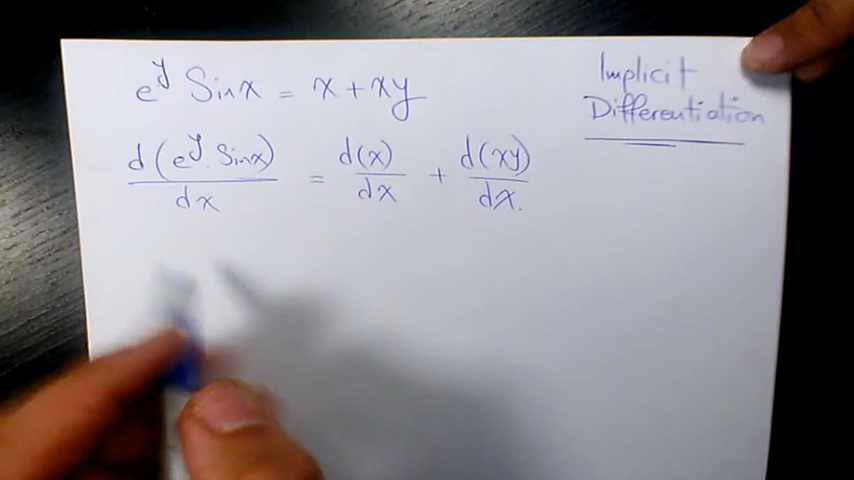 e^y Sinx = x + xy
d(e^y . Sinx)/dx = d(x)/dx + d(xy)/dx.
Implicit
Differentiation